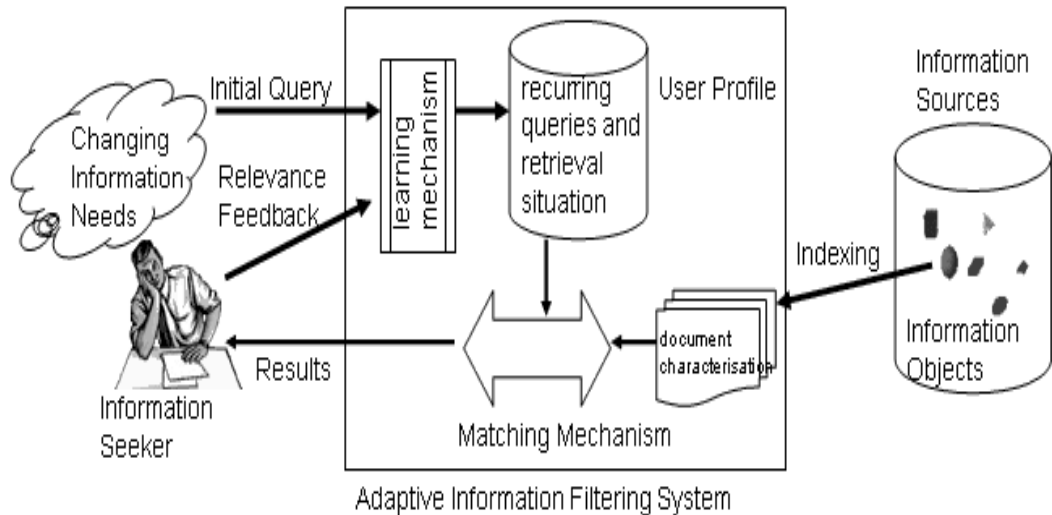 Changing
Information
Needs
Initial Query
Relevance
Feedback
learning
mechanism
recurring
queries and
retrieval
situation
User Profile
Information
Sources
Indexing
Information
Objects
document
characterisation
Results
Information
Seeker
Matching Mechanism
Adaptive Information Filtering System